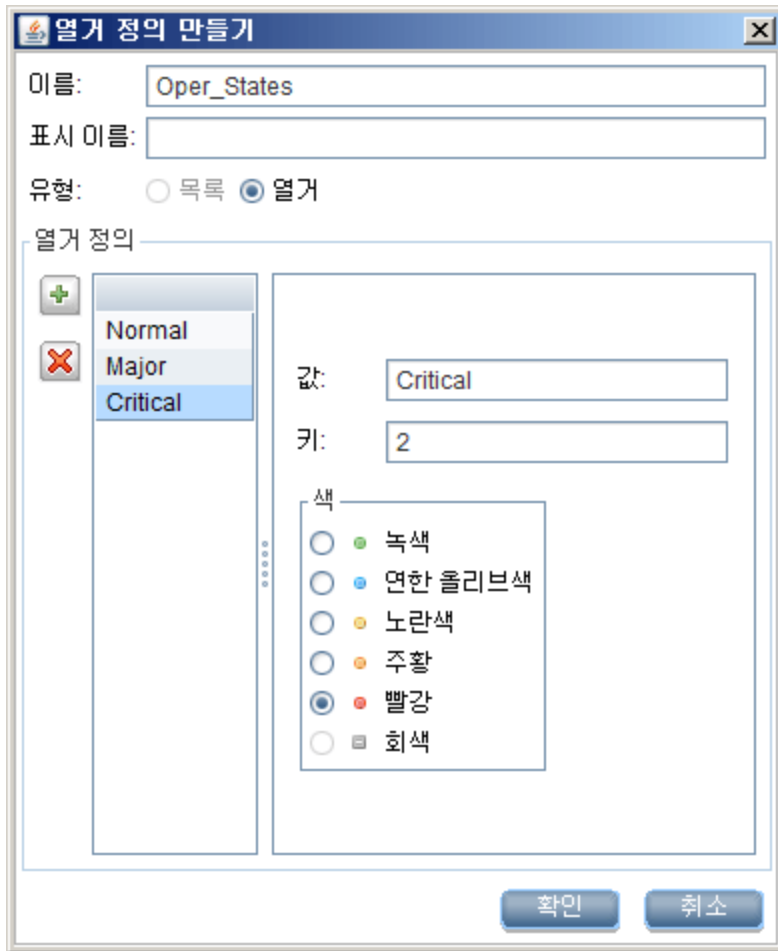 열거 정의 만들기
이름: Oper_States
표시 이름:
유형: 목록 열거
열거 정의
Normal
Major
Critical
값: Critical
키: 2
색
녹색
연한 올리브색
노란색
주황
빨강
회색
확인 취소